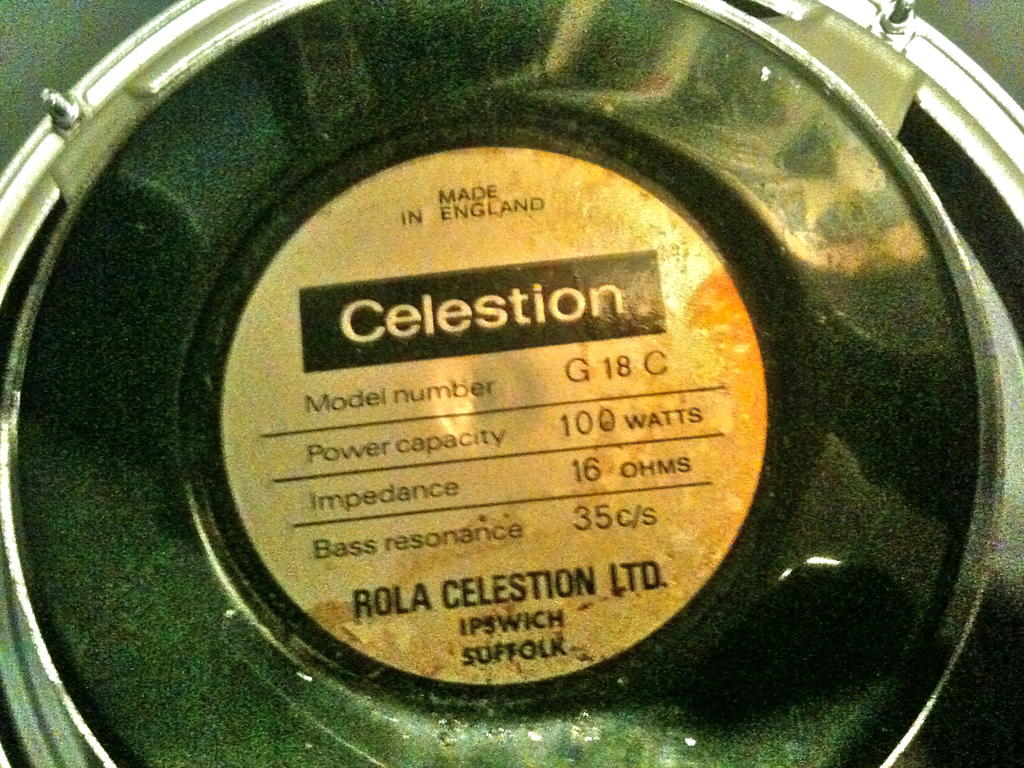 MADE
IN ENGLAND
Celestion
Model number G 18 C
Power capacity 100 WATTS
Impedance 16 OHMS
Bass resonance 35c/s
ROLA CELESTION LTD.
IPSWICH
SUFFOLK